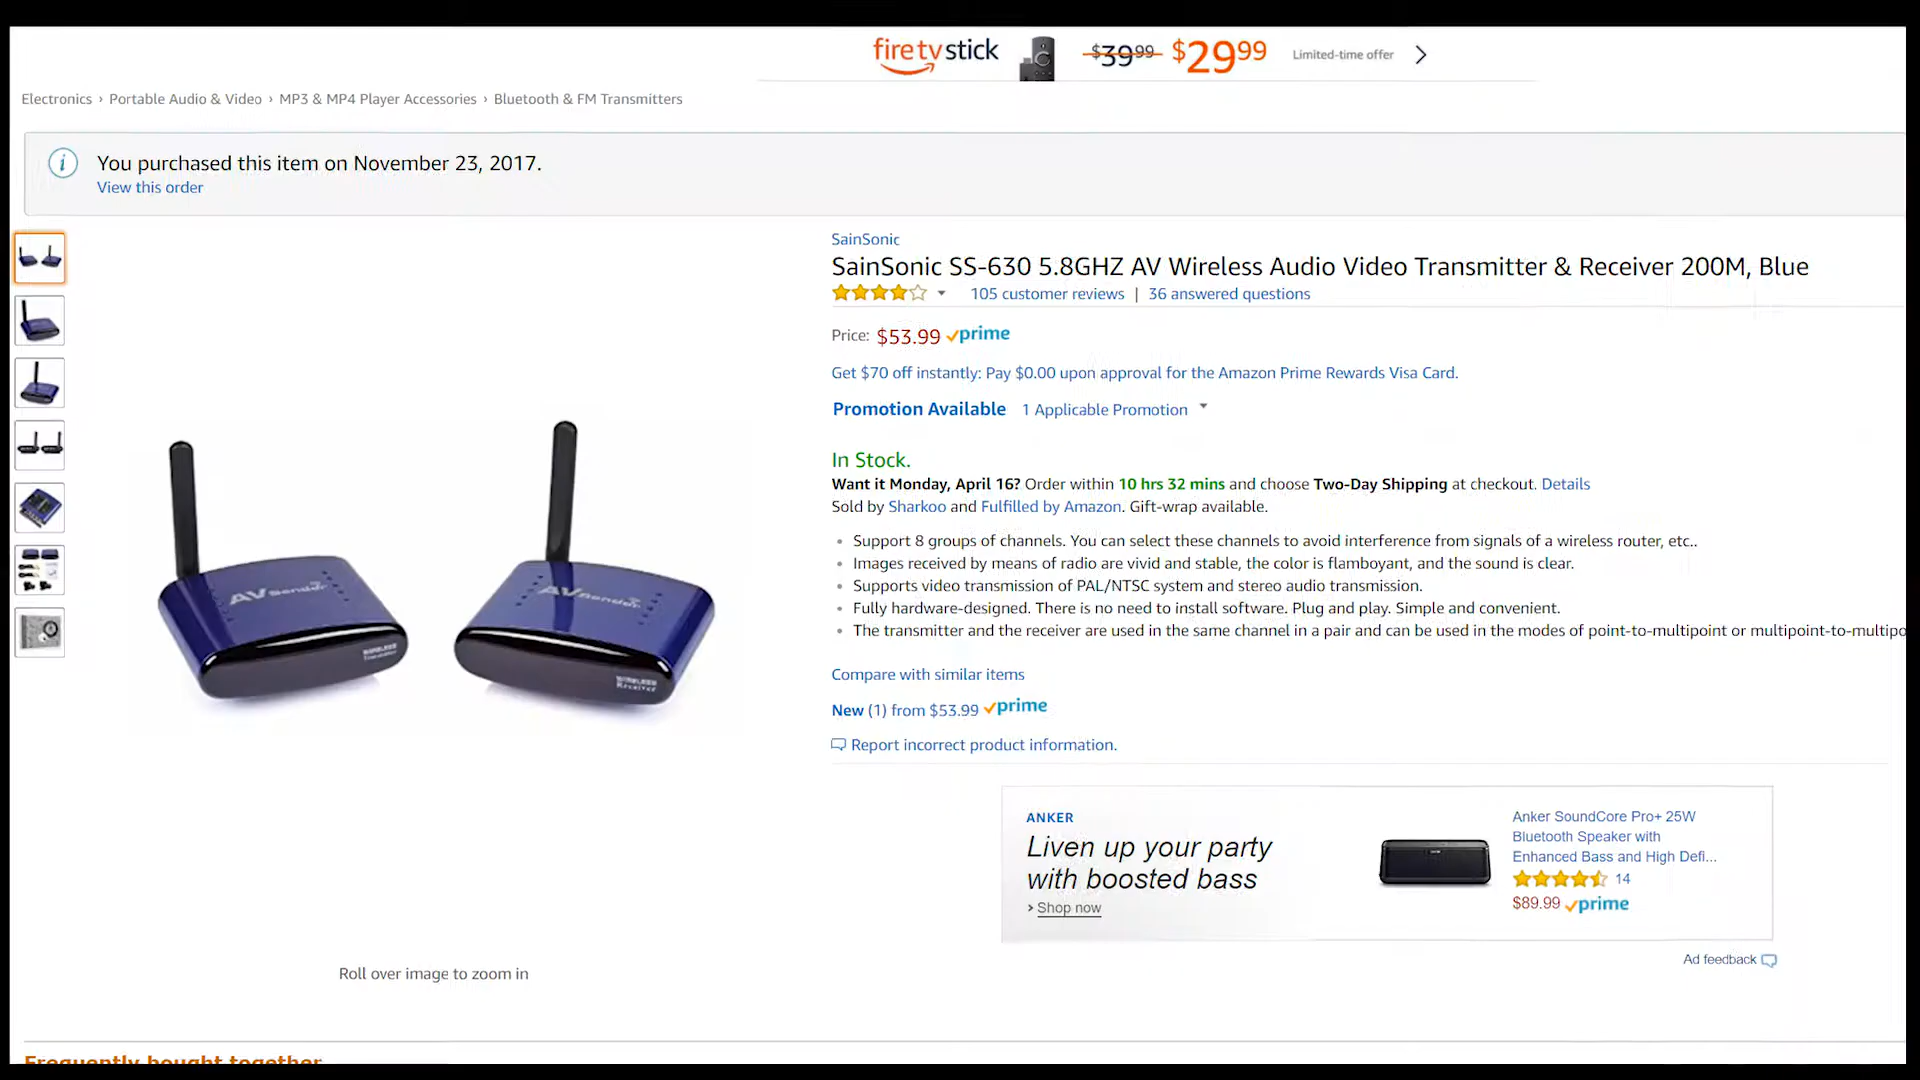 firetvstick $39.99 $29.99 Limited-time offer
Electronics › Portable Audio & Video › MP3 & MP4 Player Accessories › Bluetooth & FM Transmitters
You purchased this item on November 23, 2017.
View this order
SainSonic
SainSonic SS-630 5.8GHZ AV Wireless Audio Video Transmitter & Receiver 200M, Blue
105 customer reviews | 36 answered questions
Price: $53.99 prime
Get $70 off instantly: Pay $0.00 upon approval for the Amazon Prime Rewards Visa Card.
Promotion Available 1 Applicable Promotion
In Stock.
Want it Monday, April 16? Order within 10 hrs 32 mins and choose Two-Day Shipping at checkout. Details
Sold by Sharkoo and Fulfilled by Amazon. Gift-wrap available.
• Support 8 groups of channels. You can select these channels to avoid interference from signals of a wireless router, etc..
• Images received by means of radio are vivid and stable, the color is flamboyant, and the sound is clear.
• Supports video transmission of PAL/NTSC system and stereo audio transmission.
• Fully hardware-designed. There is no need to install software. Plug and play. Simple and convenient.
• The transmitter and the receiver are used in the same channel in a pair and can be used in the modes of point-to-multipoint or multipoint-to-multipo
Compare with similar items
New (1) from $53.99 prime
Report incorrect product information.
AVSender
WIRELESS
Transmitter
AVSender
WIRELESS
Receiver
Roll over image to zoom in
ANKER
Liven up your party
with boosted bass
› Shop now
Anker SoundCore Pro+ 25W
Bluetooth Speaker with
Enhanced Bass and High Defi...
14
$89.99 prime
Ad feedback
Frequently bought together